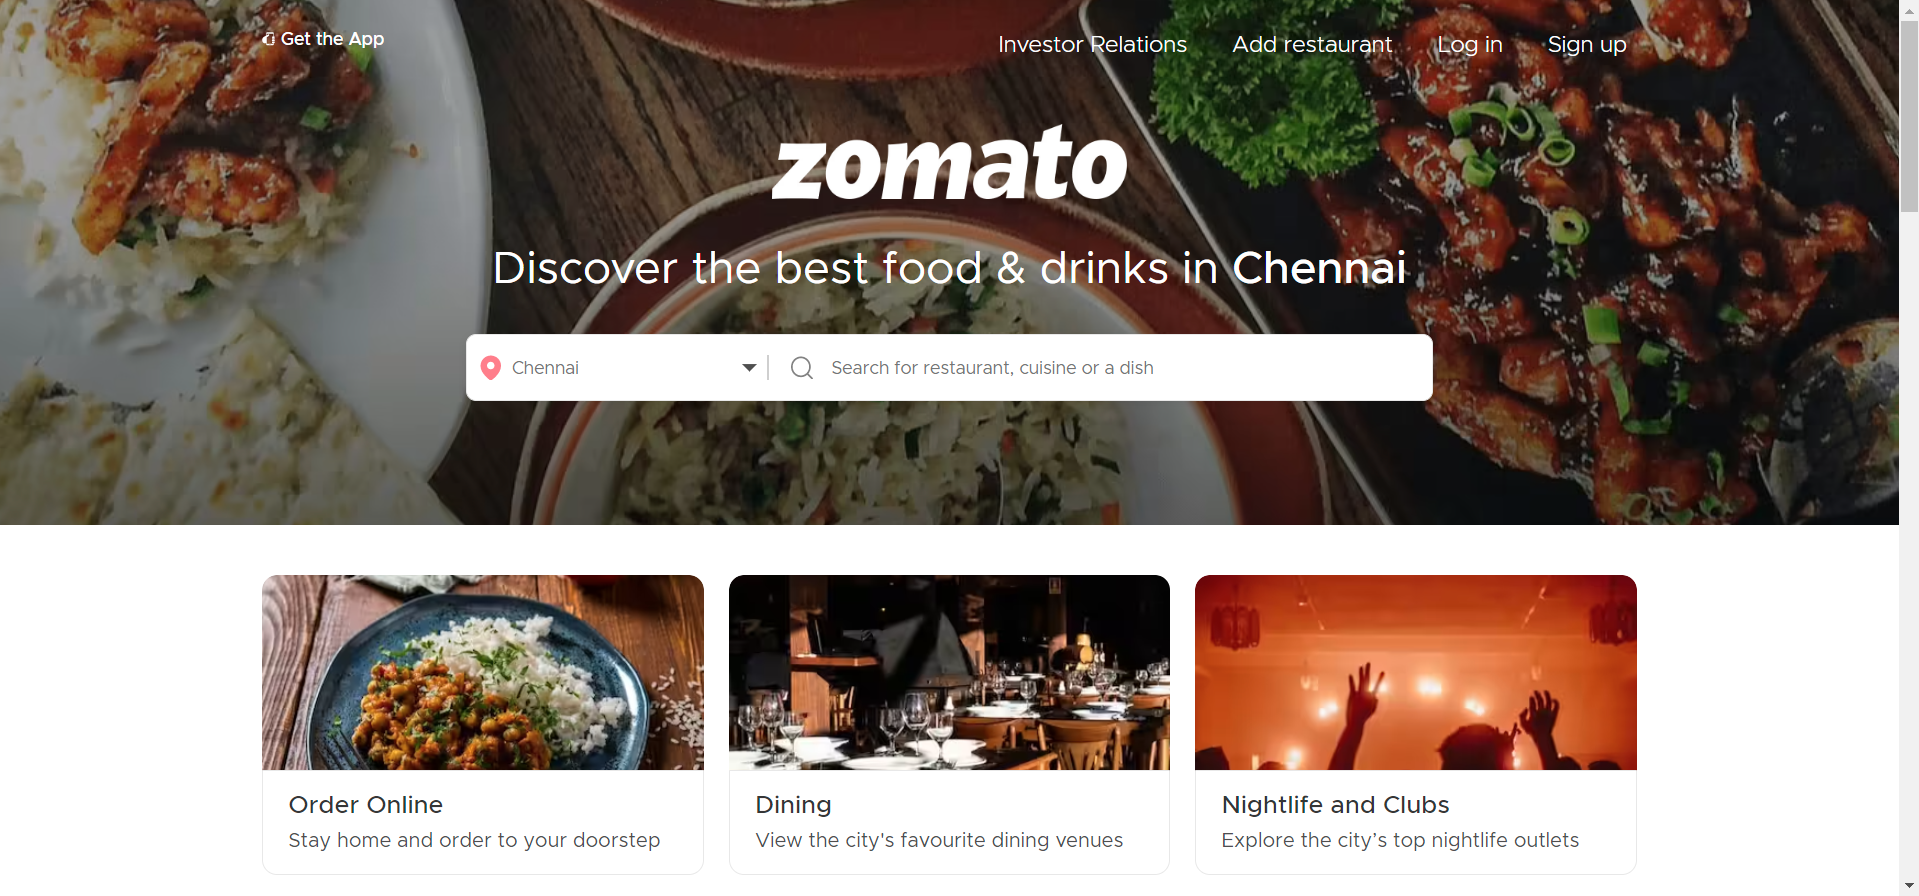 Get the App
Investor Relations
Add restaurant
Log in
Sign up
zomato
Discover the best food & drinks in Chennai
Chennai
Search for restaurant, cuisine or a dish
Order Online
Stay home and order to your doorstep
Dining
View the city's favourite dining venues
Nightlife and Clubs
Explore the city’s top nightlife outlets